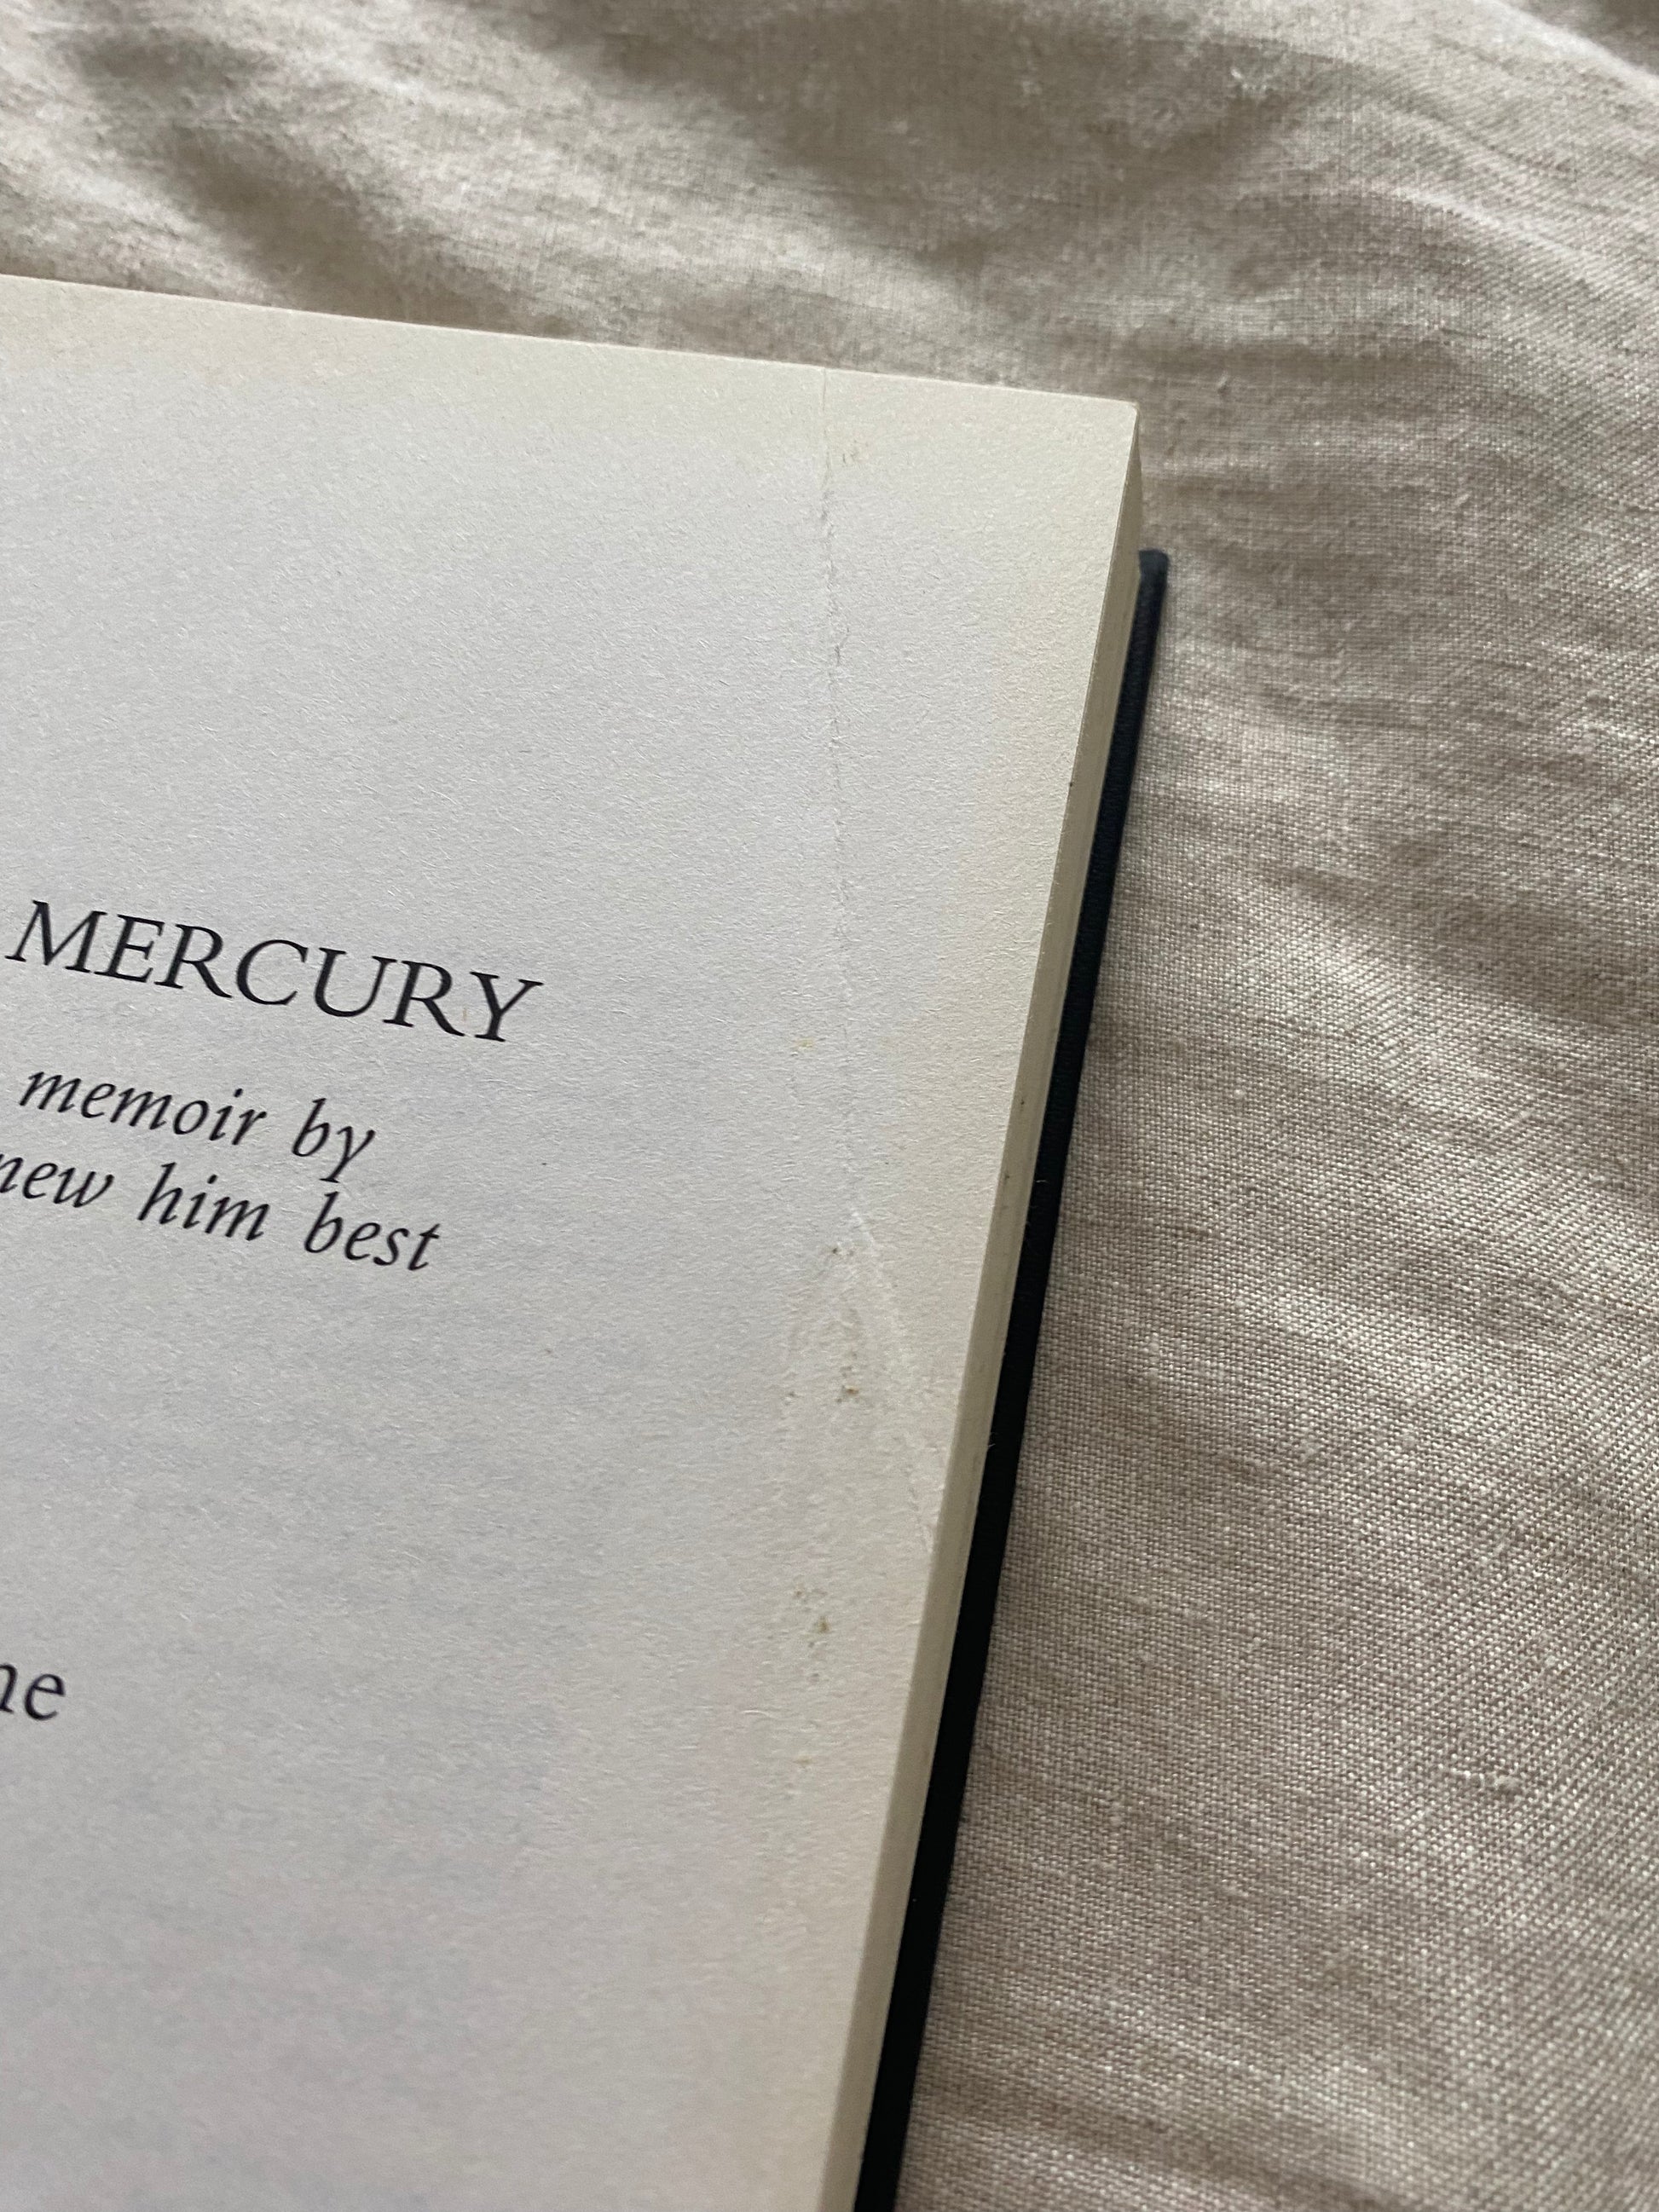 MERCURY
memoir by
new him best
ne